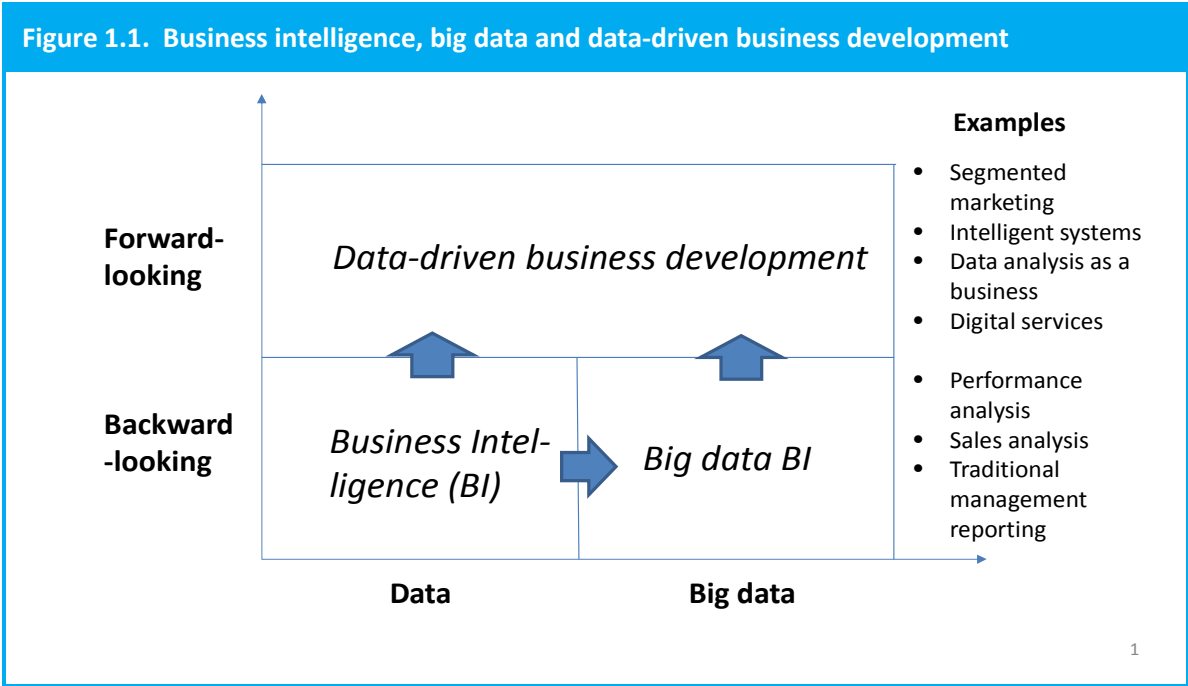 Figure 1.1.  Business intelligence, big data and data-driven business development
Examples
• Segmented
marketing
• Intelligent systems
• Data analysis as a
business
• Digital services
Forward-
looking
Data-driven business development
• Performance
analysis
• Sales analysis
• Traditional
management
reporting
Backward
-looking
Business Intel-
ligence (BI)
Big data BI
Data
Big data
1